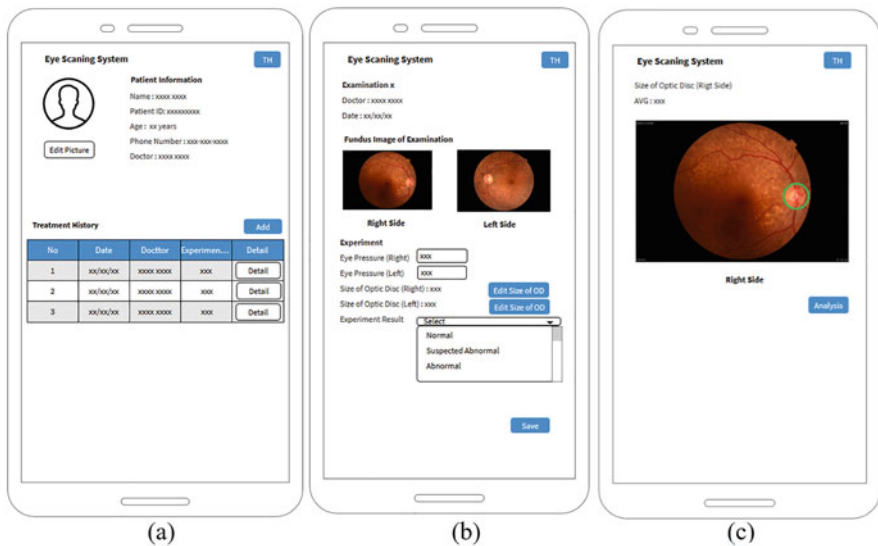 Eye Scaning System
TH
Patient Information
Name : xxxx xxxx
Patient ID: xxxxxxxxx
Age : xx years
Phone Number : xxx-xxx-xxxx
Doctor : xxxx xxxx
Edit Picture
Treatment History
Add
No Date Docttor Experimen... Detail
1 xx/xx/xx xxxx xxxx xxx Detail
2 xx/xx/xx xxxx xxxx xxx Detail
3 xx/xx/xx xxxx xxxx xxx Detail
(a)
Eye Scaning System
TH
Examination x
Doctor : xxxx xxxx
Date : xx/xx/xx
Fundus Image of Examination
Right Side Left Side
Experiment
Eye Pressure (Right) xxx
Eye Pressure (Left) xxx
Size of Optic Disc (Right) : xxx Edit Size of OD
Size of Optic Disc (Left) : xxx Edit Size of OD
Experiment Result Select
Normal
Suspected Abnormal
Abnormal
Save
(b)
Eye Scaning System
TH
Size of Optic Disc (Rigt Side)
AVG : xxx
Right Side
Analysis
(c)